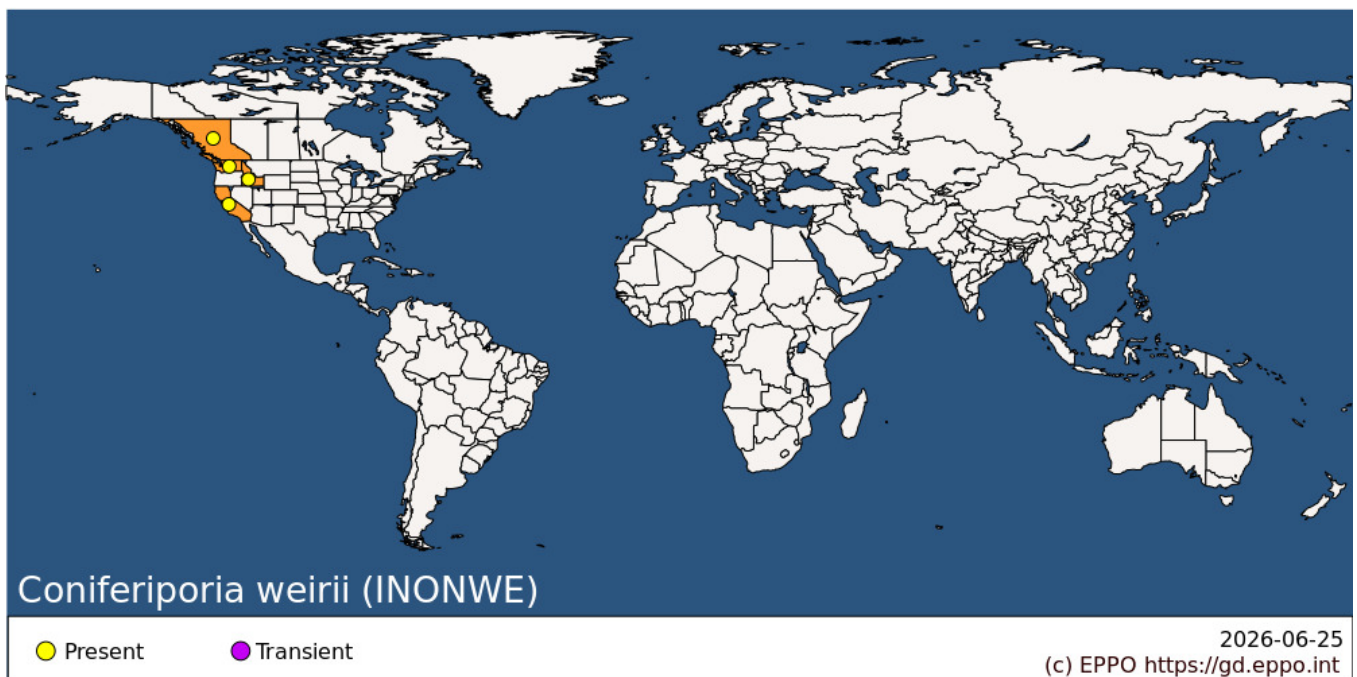 Coniferiporia weirii (INONWE)
Present
Transient
2026-06-25
(c) EPPO https://gd.eppo.int